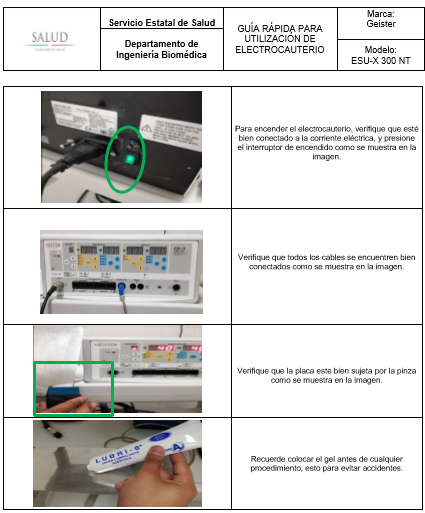 SALUD
Servicio Estatal de Salud
Departamento de
Ingeniería Biomédica
GUÍA RÁPIDA PARA
UTILIZACIÓN DE
ELECTROCAUTERIO
Marca:
Geister
Modelo:
ESU-X 300 NT
Para encender el electrocauterio, verifique que esté
bien conectado a la corriente eléctrica, y presione
el interruptor de encendido como se muestra en la
imagen.
Verifique que todos los cables se encuentren bien
conectados como se muestra en la imagen.
Verifique que la placa este bien sujeta por la pinza
como se muestra en la imagen.
LUBRI-G
Recuerde colocar el gel antes de cualquier
procedimiento, esto para evitar accidentes.